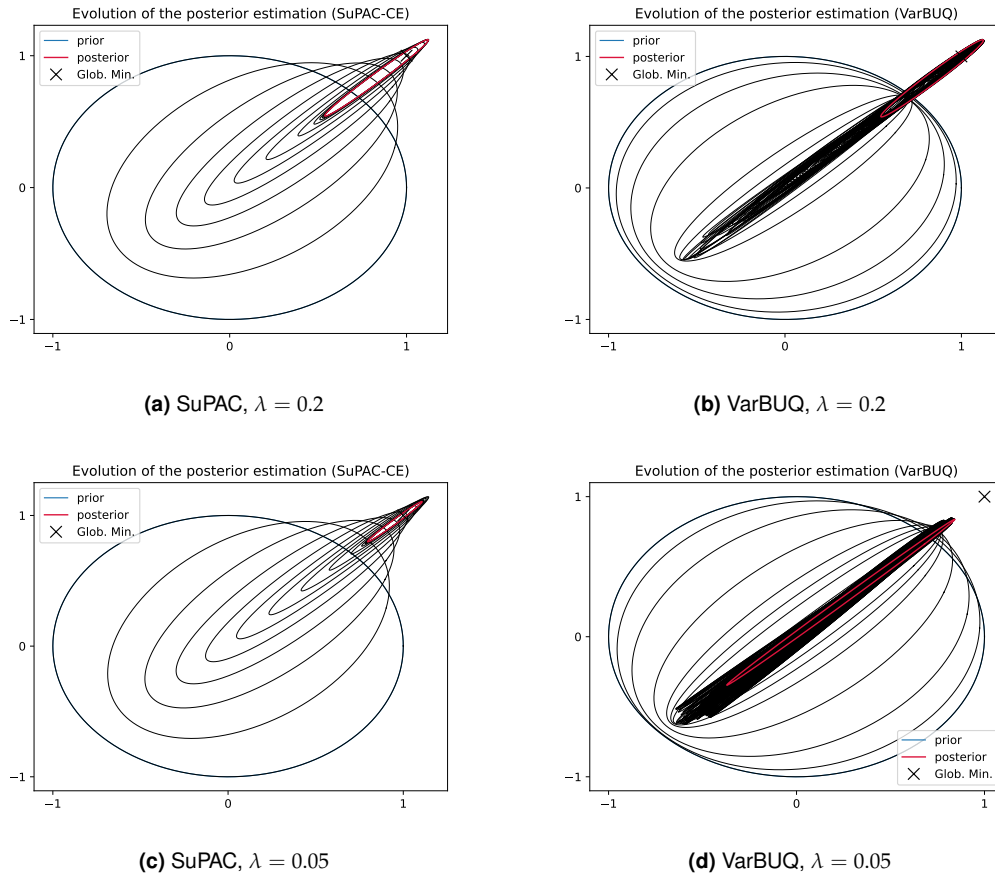 Evolution of the posterior estimation (SuPAC-CE)
prior
posterior
Glob. Min.
1
0
−1
−1
0
1
(a) SuPAC, λ = 0.2
Evolution of the posterior estimation (VarBUQ)
prior
posterior
Glob. Min.
1
0
−1
−1
0
1
(b) VarBUQ, λ = 0.2
Evolution of the posterior estimation (SuPAC-CE)
prior
posterior
Glob. Min.
1
0
−1
−1
0
1
(c) SuPAC, λ = 0.05
Evolution of the posterior estimation (VarBUQ)
1
0
−1
prior
posterior
Glob. Min.
−1
0
1
(d) VarBUQ, λ = 0.05